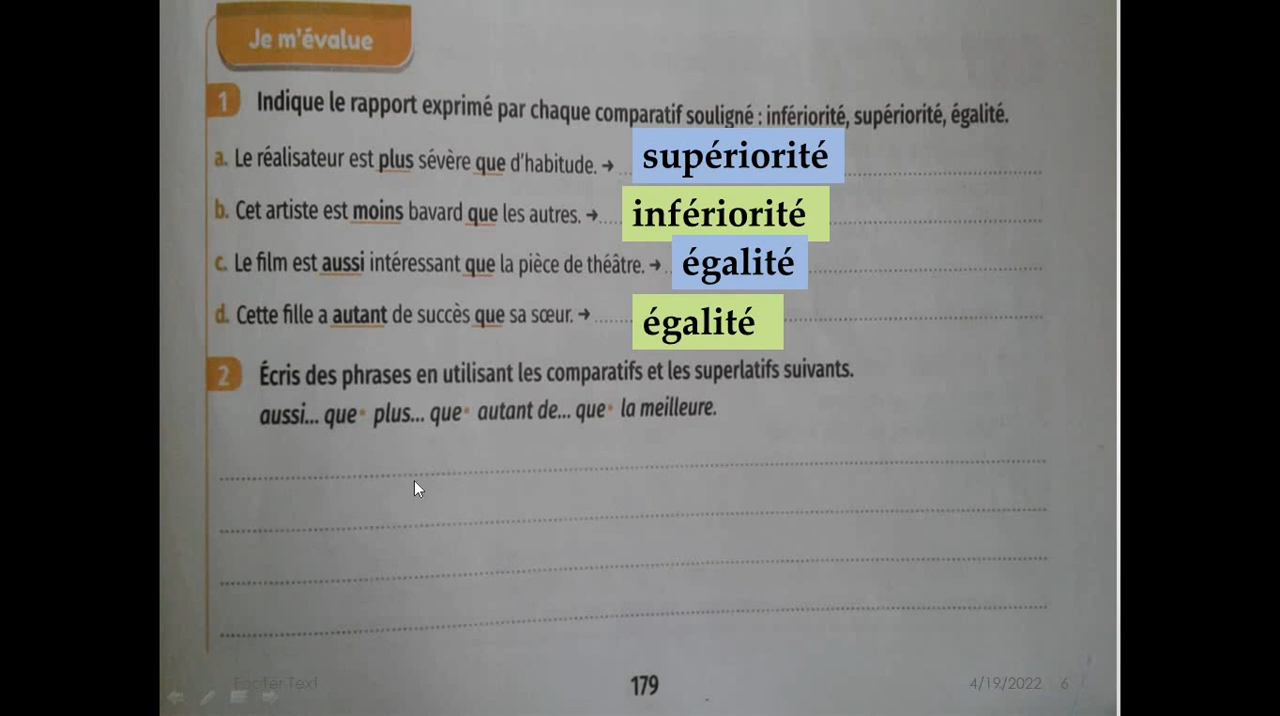 Je m'évalue
1 Indique le rapport exprimé par chaque comparatif souligné : infériorité, supériorité, égalité.
a. Le réalisateur est plus sévère que d'habitude. → supériorité
b. Cet artiste est moins bavard que les autres. → infériorité
c. Le film est aussi intéressant que la pièce de théâtre. → égalité
d. Cette fille a autant de succès que sa sœur. → égalité
2 Écris des phrases en utilisant les comparatifs et les superlatifs suivants.
aussi... que • plus... que • autant de... que • la meilleure.
Footer Text 179 4/19/2022 6